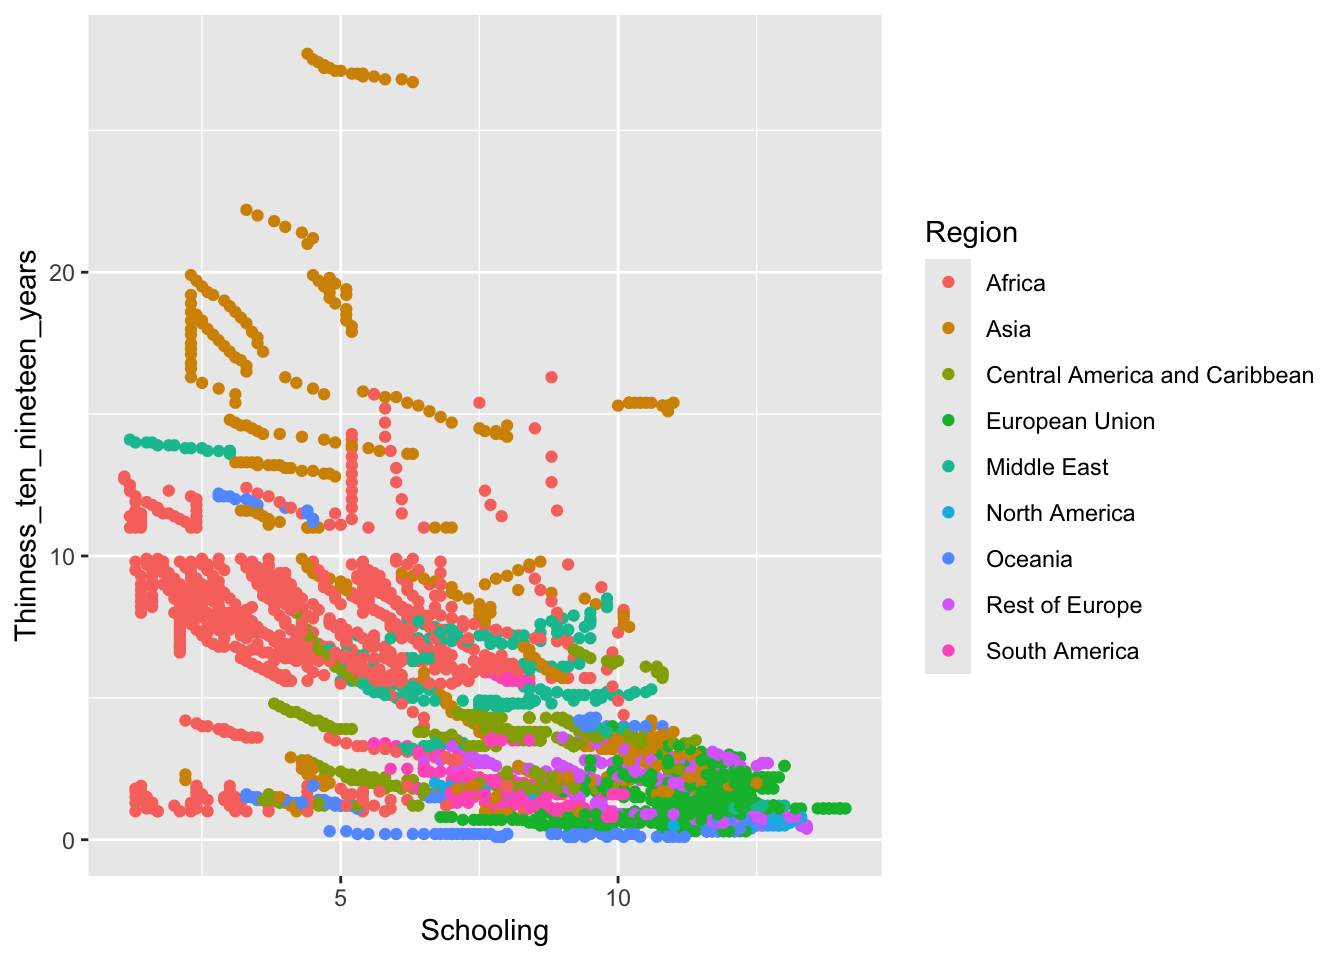 Thinness_ten_nineteen_years
20
10
0
5
10
Schooling
Region
Africa
Asia
Central America and Caribbean
European Union
Middle East
North America
Oceania
Rest of Europe
South America